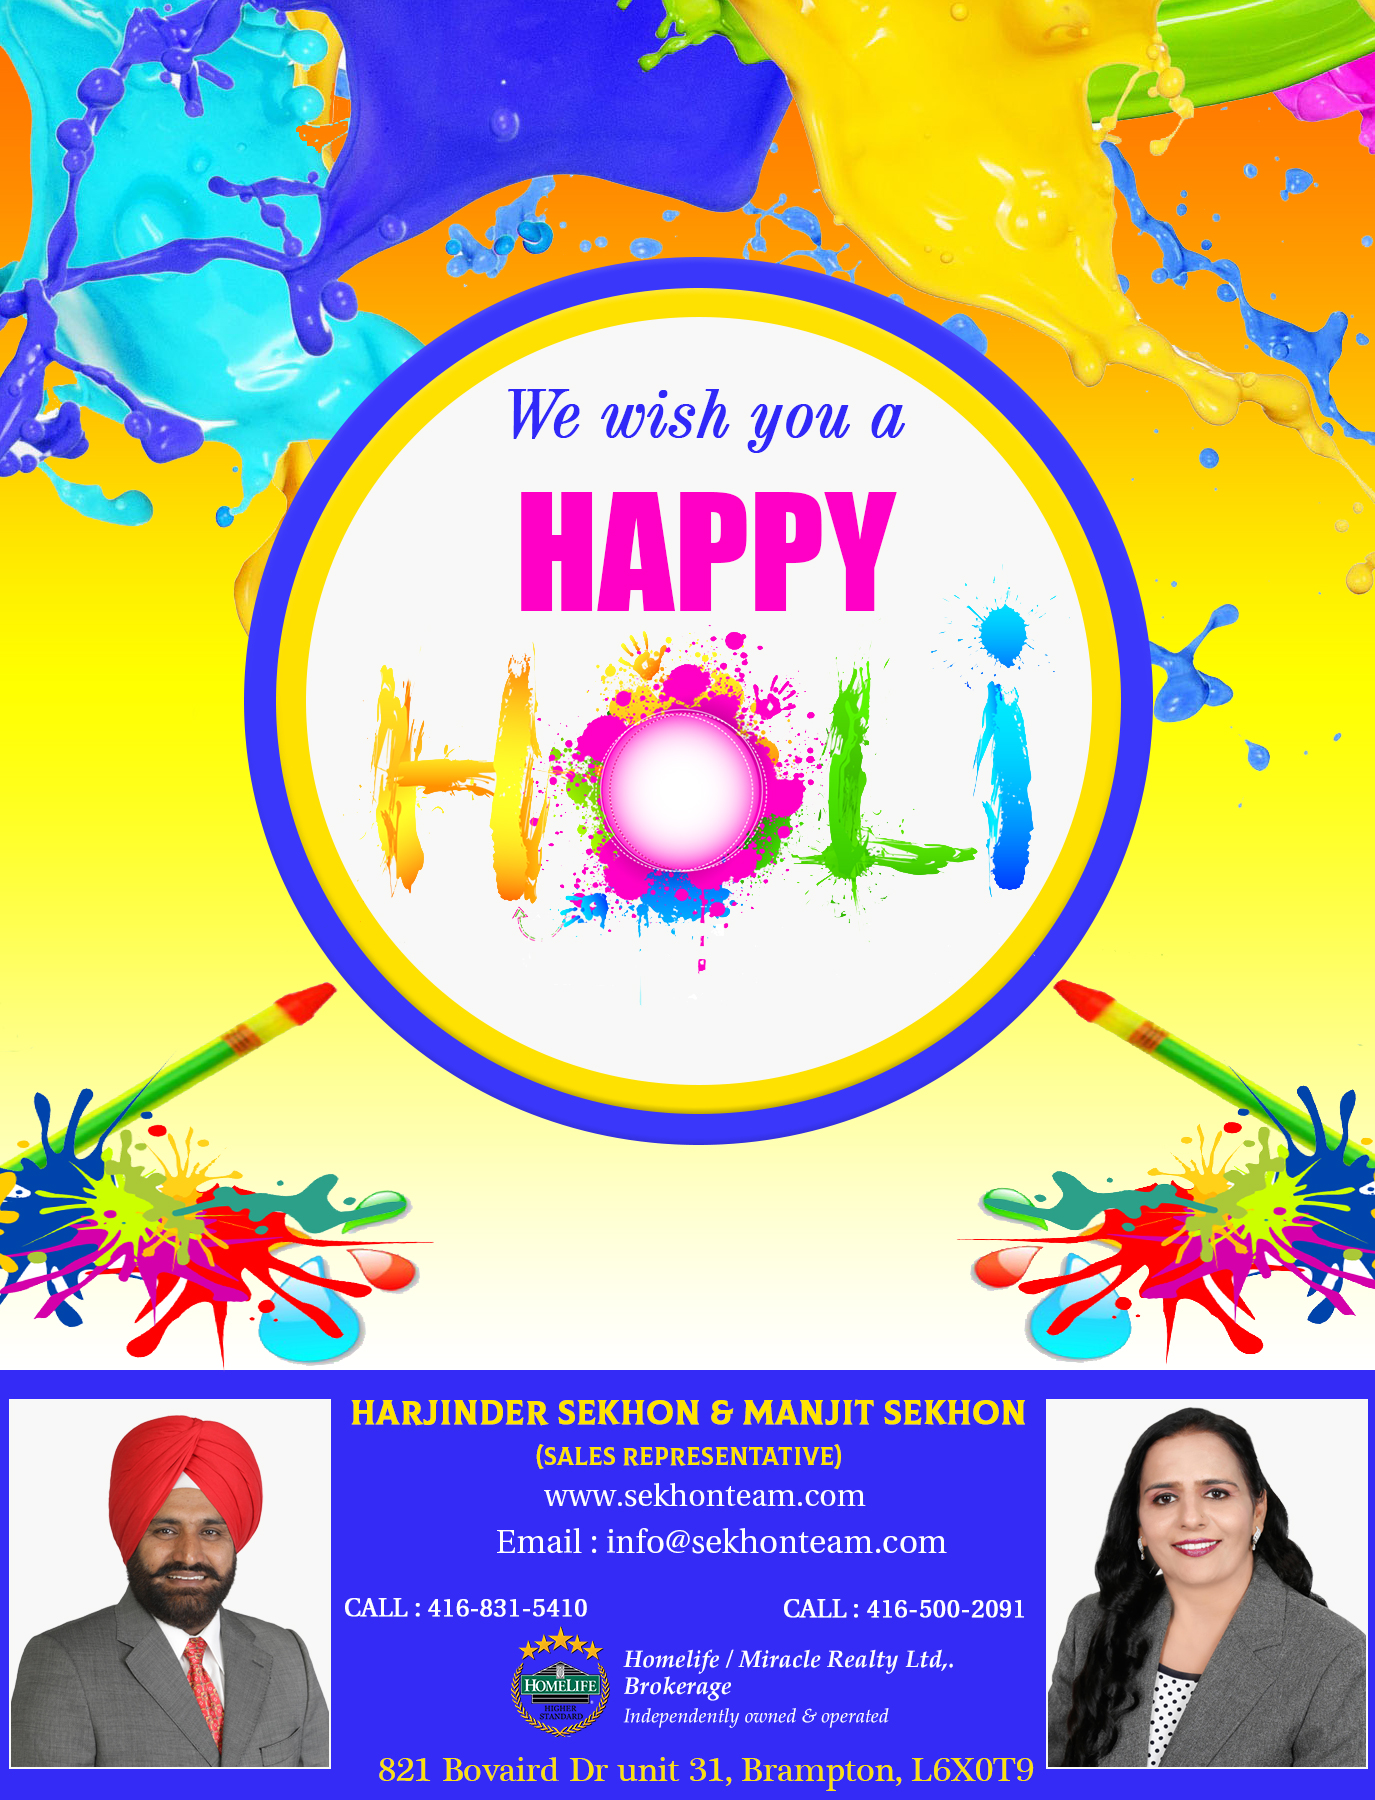 We wish you a
HAPPY
HOLi
HARJINDER SEKHON & MANJIT SEKHON
(SALES REPRESENTATIVE)
www.sekhonteam.com
Email : info@sekhonteam.com
CALL : 416-831-5410
CALL : 416-500-2091
HOMELIFE
HIGHER
STANDARD
Homelife / Miracle Realty Ltd,.
Brokerage
Independently owned & operated
821 Bovaird Dr unit 31, Brampton, L6X0T9